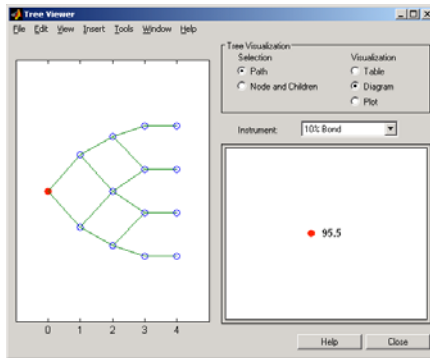 Tree Viewer
File Edit View Insert Tools Window Help
Tree Visualization
Selection
Path
Node and Children
Visualization
Table
Diagram
Plot
Instrument:
10% Bond
95.5
0 1 2 3 4
Help
Close